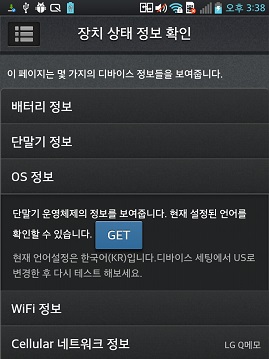 오후 3:38
장치 상태 정보 확인
이 페이지는 몇 가지의 디바이스 정보들을 보여줍니다.
배터리 정보
단말기 정보
OS 정보
단말기 운영체제의 정보를 보여줍니다. 현재 설정된 언어를
확인할 수 있습니다. GET
현재 언어설정은 한국어(KR)입니다.디바이스 세팅에서 US로
변경한 후 다시 테스트 해보세요.
WiFi 정보
Cellular 네트워크 정보 LG Q메모